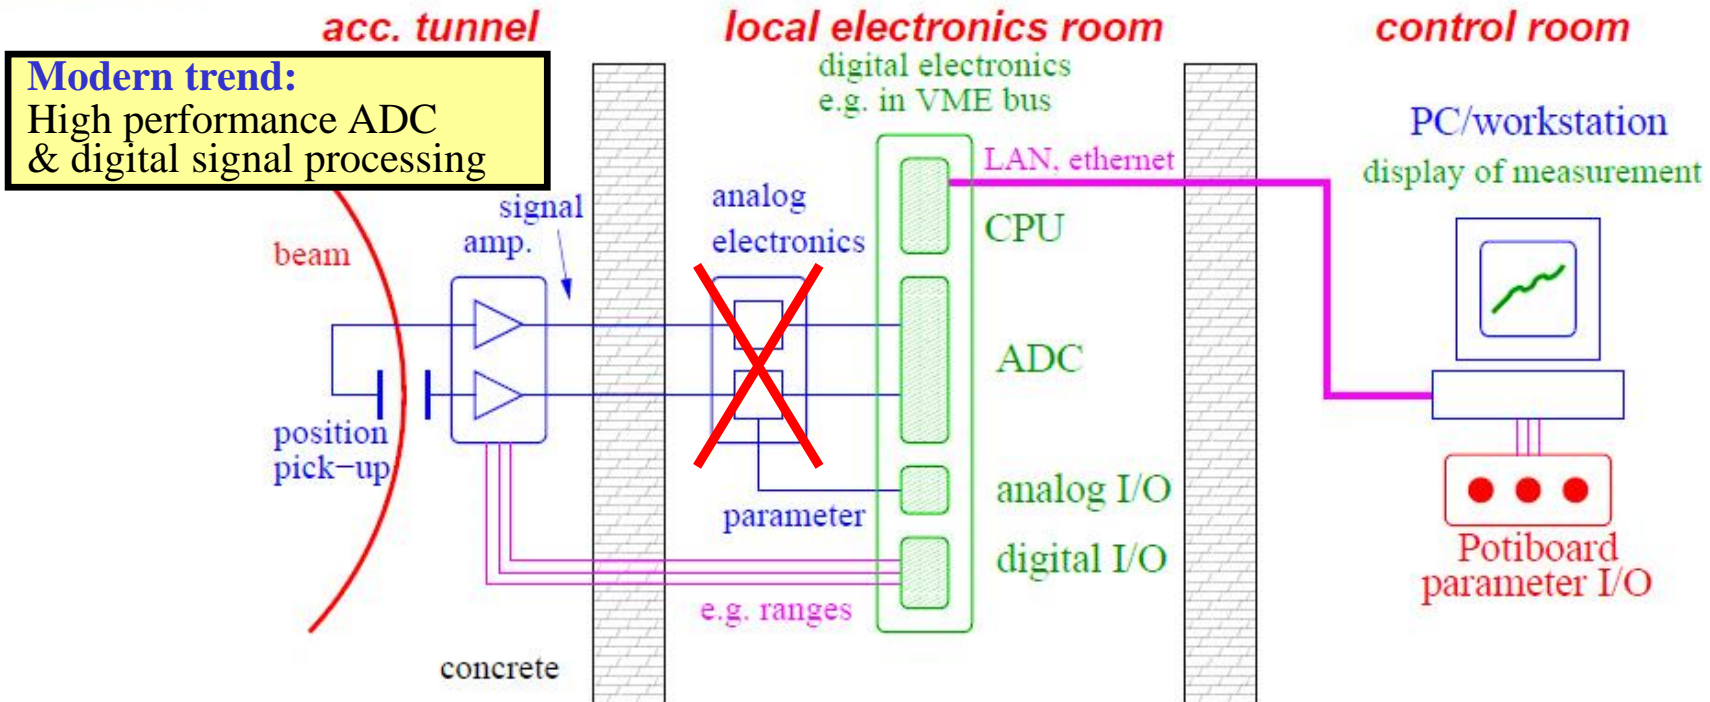 acc. tunnel
local electronics room
control room
Modern trend:
High performance ADC
& digital signal processing
digital electronics
e.g. in VME bus
PC/workstation
display of measurement
LAN, ethernet
signal
amp.
analog
electronics
CPU
beam
ADC
position
pick-up
analog I/O
parameter
digital I/O
e.g. ranges
Potiboard
parameter I/O
concrete